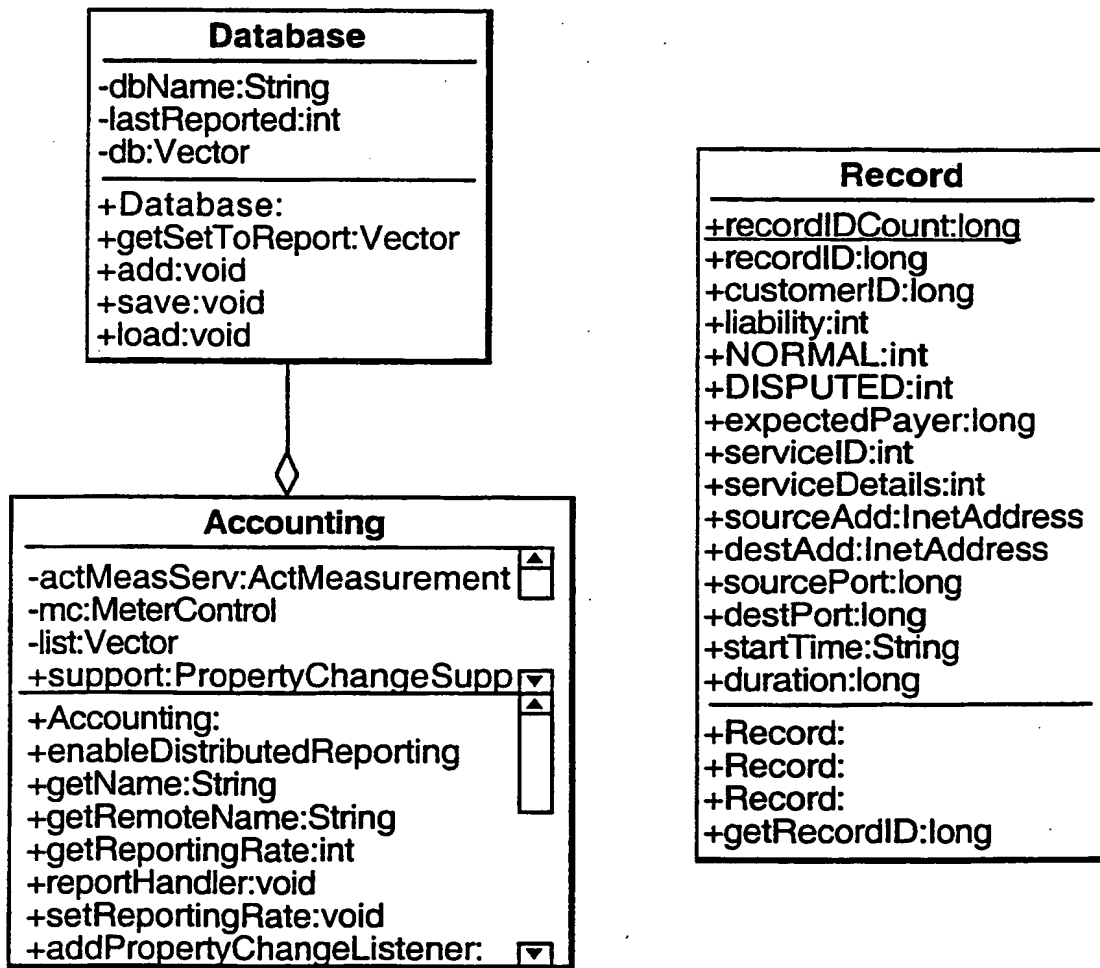 Database
-dbName:String
-lastReported:int
-db:Vector
+Database:
+getSetToReport:Vector
+add:void
+save:void
+load:void
Accounting
-actMeasServ:ActMeasurement
-mc:MeterControl
-list:Vector
+support:PropertyChangeSupp
+Accounting:
+enableDistributedReporting
+getName:String
+getRemoteName:String
+getReportingRate:int
+reportHandler:void
+setReportingRate:void
+addPropertyChangeListener:
Record
+recordIDCount:long
+recordID:long
+customerID:long
+liability:int
+NORMAL:int
+DISPUTED:int
+expectedPayer:long
+serviceID:int
+serviceDetails:int
+sourceAdd:InetAddress
+destAdd:InetAddress
+sourcePort:long
+destPort:long
+startTime:String
+duration:long
+Record:
+Record:
+Record:
+getRecordID:long